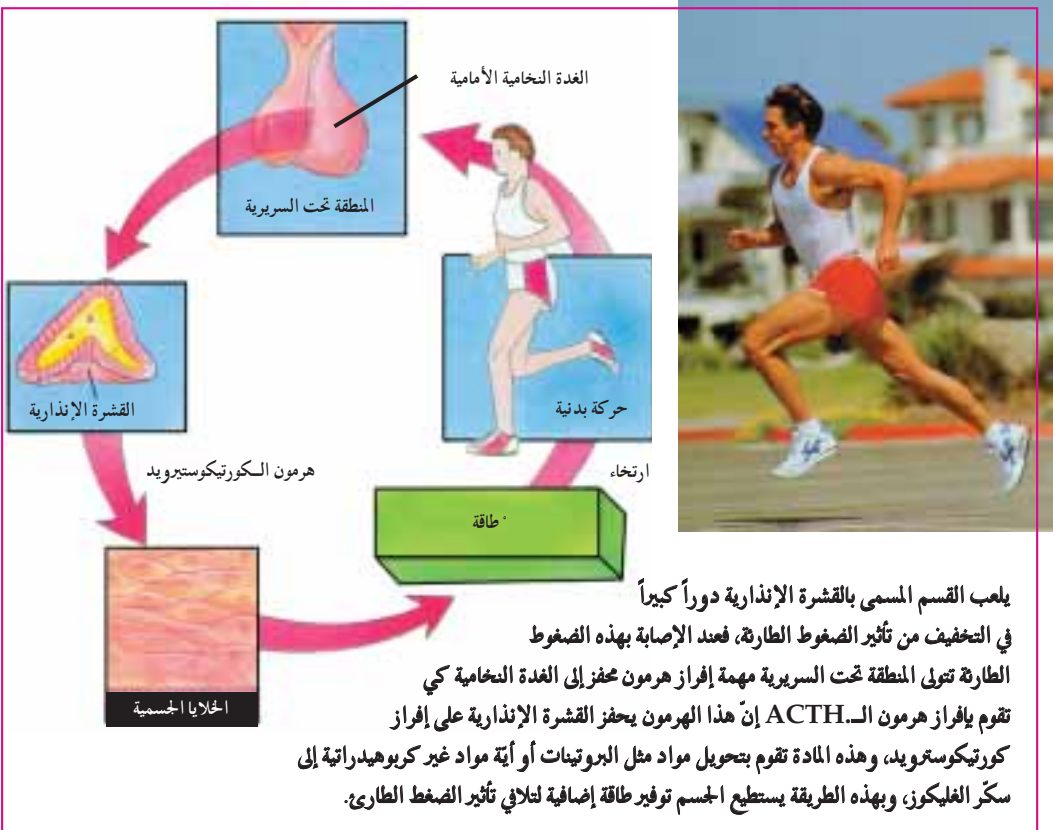 الغدة النخامية الأمامية
المنطقة تحت السريرية
القشرة الإنذارية
حركة بدنية
هرمون الـكورتيكوستيرويد
ارتخاء
طاقة
الخلايا الجسمية
يلعب القسم المسمى بالقشرة الإنذارية دوراً كبيراً
في التخفيف من تأثير الضغوط الطارئة، فعند الإصابة بهذه الضغوط
الطارئة تتولى المنطقة تحت السريرية مهمة إفراز هرمون محفز إلى الغدة النخامية كي
تقوم بإفراز هرمون الــACTH. إنّ هذا الهرمون يحفز القشرة الإنذارية على إفراز
كورتيكوسترويد، وهذه المادة تقوم بتحويل مواد مثل البروتينات أو أيّة مواد غير كربوهيدراتية إلى
سكّر الغليكوز، وبهذه الطريقة يستطيع الجسم توفير طاقة إضافية لتلافي تأثير الضغط الطارئ.